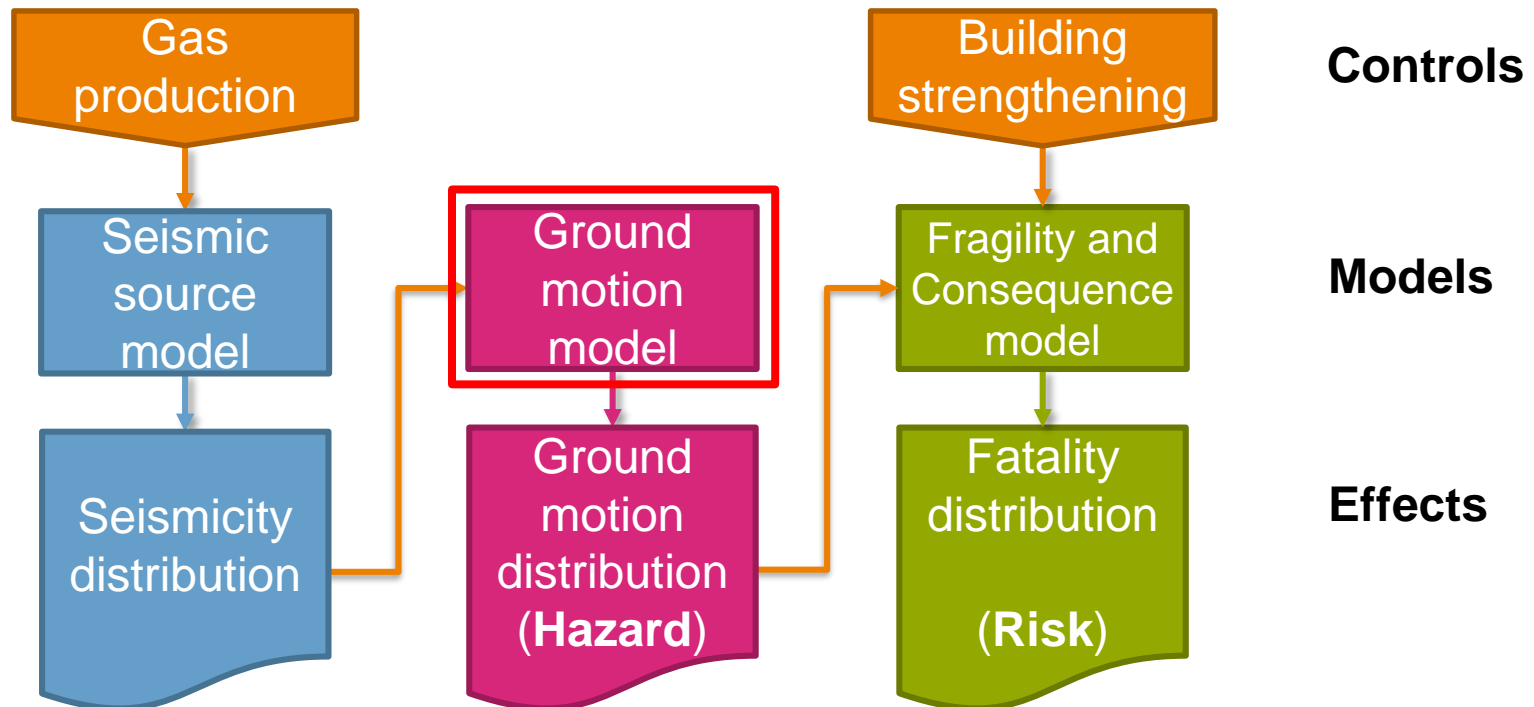 Gas
production
Building
strengthening
Controls
Seismic
source
model
Ground
motion
model
Fragility and
Consequence
model
Models
Seismicity
distribution
Ground
motion
distribution
(Hazard)
Fatality
distribution
(Risk)
Effects